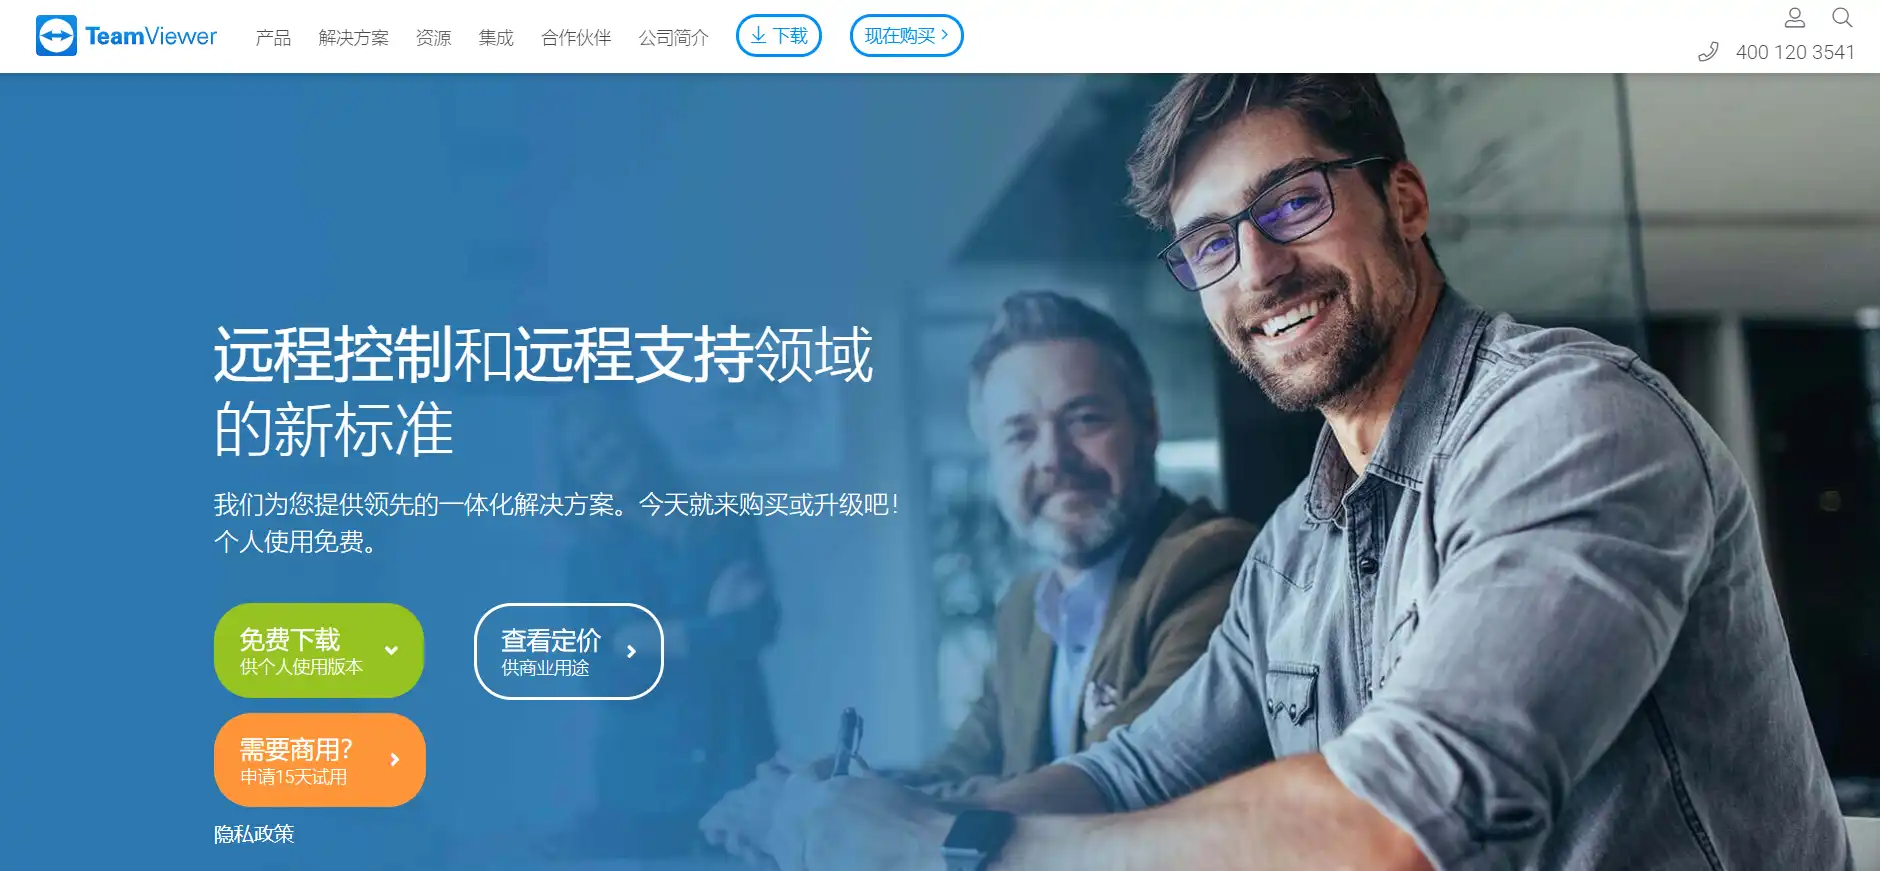 TeamViewer
产品
解决方案
资源
集成
合作伙伴
公司简介
下载
现在购买
400 120 3541
远程控制和远程支持领域
的新标准
我们为您提供领先的一体化解决方案。今天就来购买或升级吧！
个人使用免费。
免费下载
供个人使用版本
查看定价
供商业用途
需要商用？
申请15天试用
隐私政策